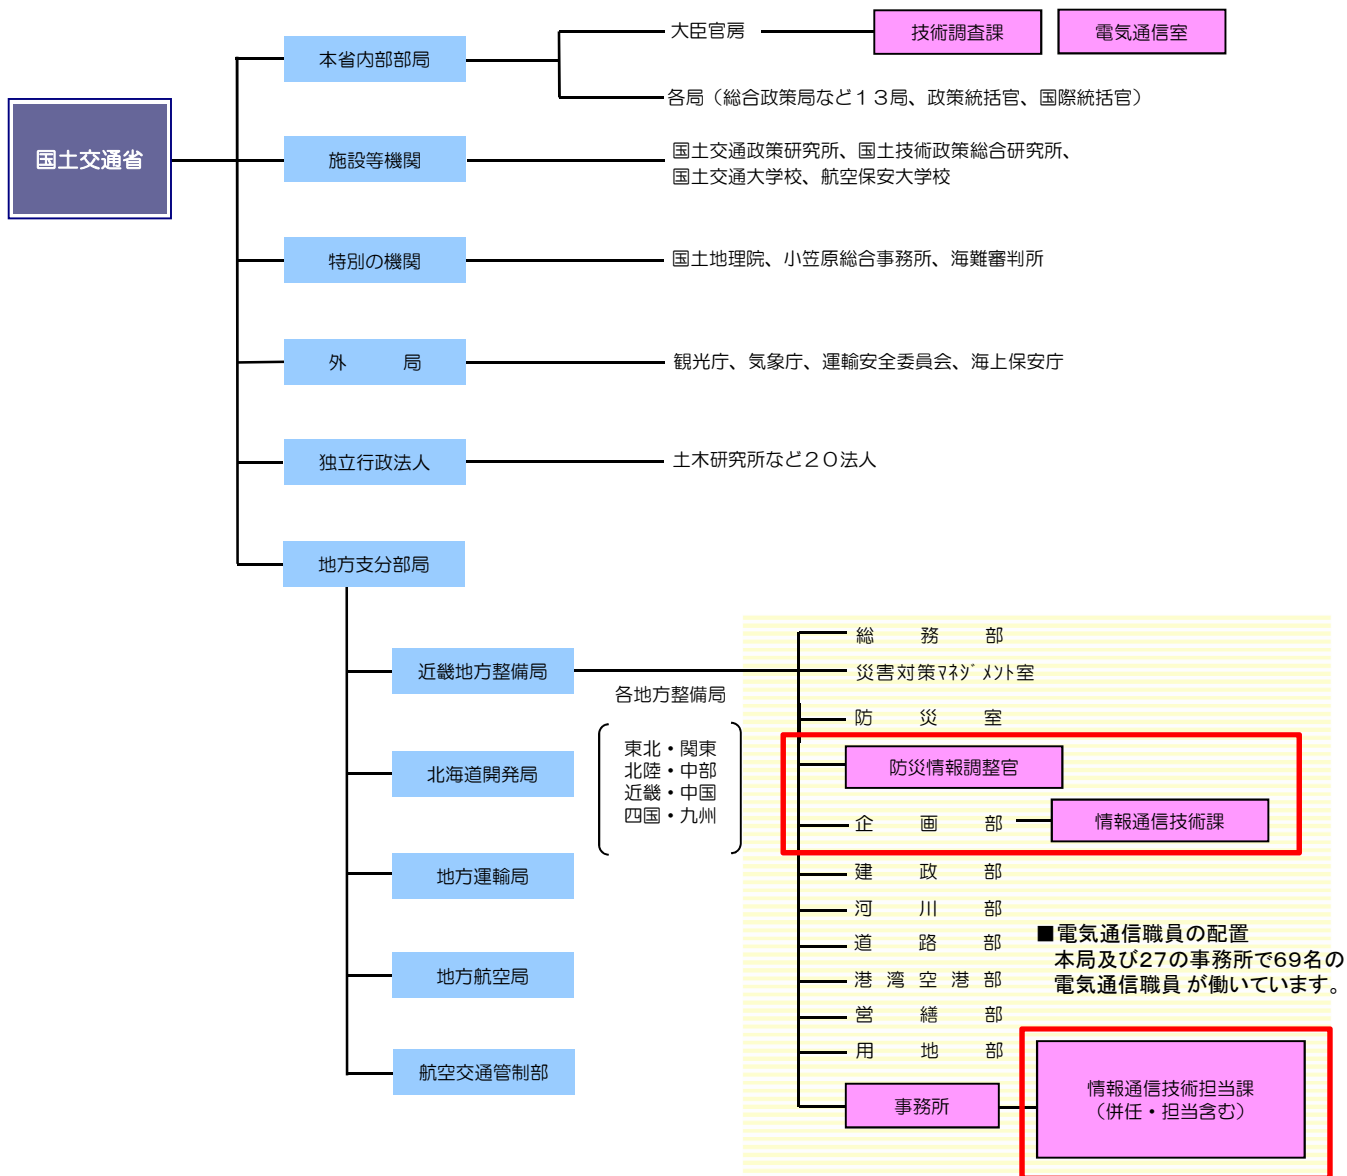 大臣官房
技術調査課
電気通信室
本省内部部局
各局（総合政策局など１３局、政策統括官、国際統括官）
国土交通省
施設等機関
国土交通政策研究所、国土技術政策総合研究所、
国土交通大学校、航空保安大学校
特別の機関
国土地理院、小笠原総合事務所、海難審判所
外　　局
観光庁、気象庁、運輸安全委員会、海上保安庁
独立行政法人
土木研究所など２０法人
地方支分部局
近畿地方整備局
北海道開発局
地方運輸局
地方航空局
航空交通管制部
各地方整備局
東北・関東
北陸・中部
近畿・中国
四国・九州
総　務　部
災害対策ﾏﾈｼﾞﾒﾝﾄ室
防　災　室
防災情報調整官
企　画　部
情報通信技術課
建　政　部
河　川　部
道　路　部
港湾空港部
営　繕　部
用　地　部
事務所
■電気通信職員の配置
本局及び27の事務所で69名の
電気通信職員 が働いています。
情報通信技術担当課
（併任・担当含む）